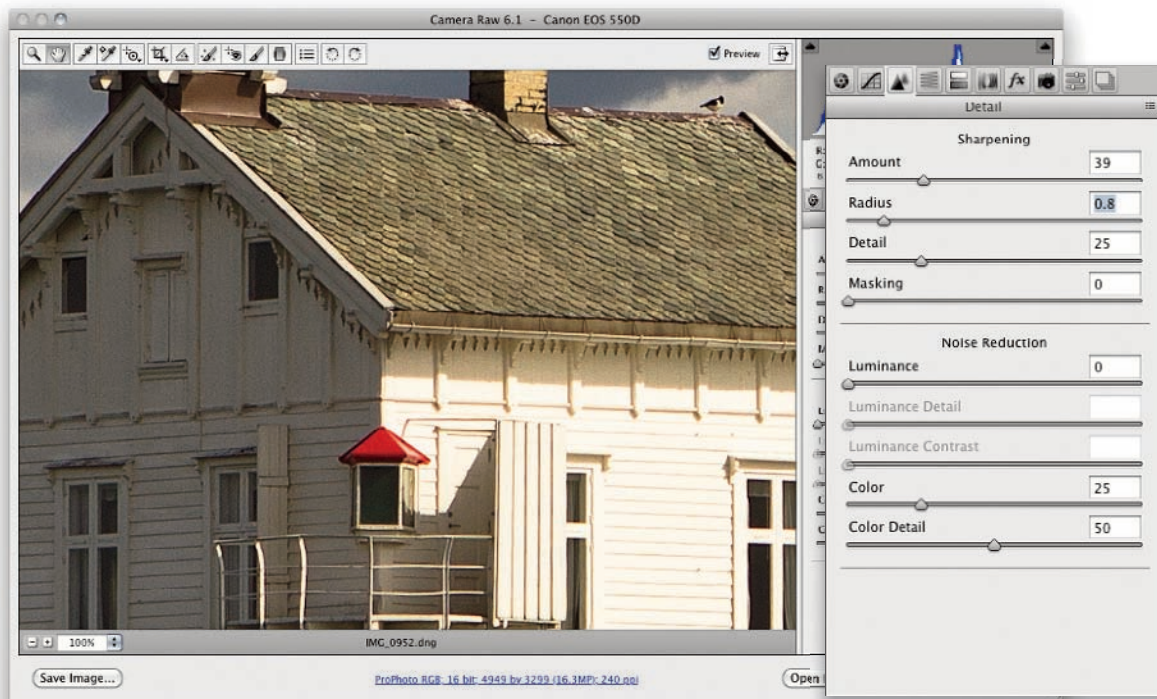 Camera Raw 6.1 – Canon EOS 550D
Preview
Detail
Sharpening
Amount 39
Radius 0.8
Detail 25
Masking 0
Noise Reduction
Luminance 0
Luminance Detail
Luminance Contrast
Color 25
Color Detail 50
100%
IMG_0952.dng
Save Image...
ProPhoto RGB; 16 bit; 4949 by 3299 (16.3MP); 240 ppi
Open